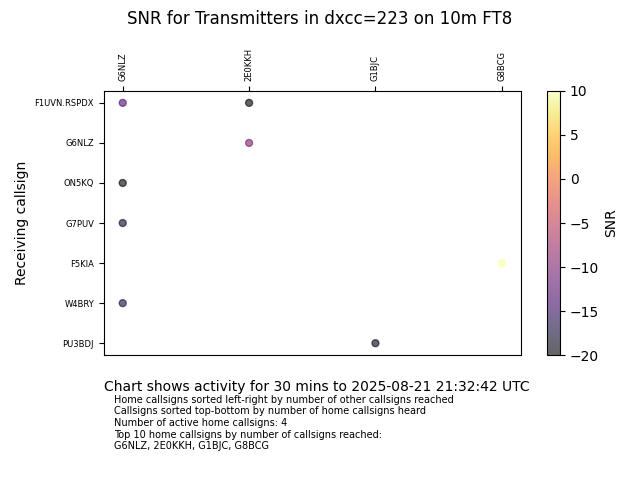 SNR for Transmitters in dxcc=223 on 10m FT8
G6NLZ 2E0KKH G1BJC G8BCG
F1UVN.RSPDX
G6NLZ
ON5KQ
G7PUV
F5KIA
W4BRY
PU3BDJ
Receiving callsign
10
5
0
−5
−10
−15
−20
SNR
Chart shows activity for 30 mins to 2025-08-21 21:32:42 UTC
Home callsigns sorted left-right by number of other callsigns reached
Callsigns sorted top-bottom by number of home callsigns heard
Number of active home callsigns: 4
Top 10 home callsigns by number of callsigns reached:
G6NLZ, 2E0KKH, G1BJC, G8BCG